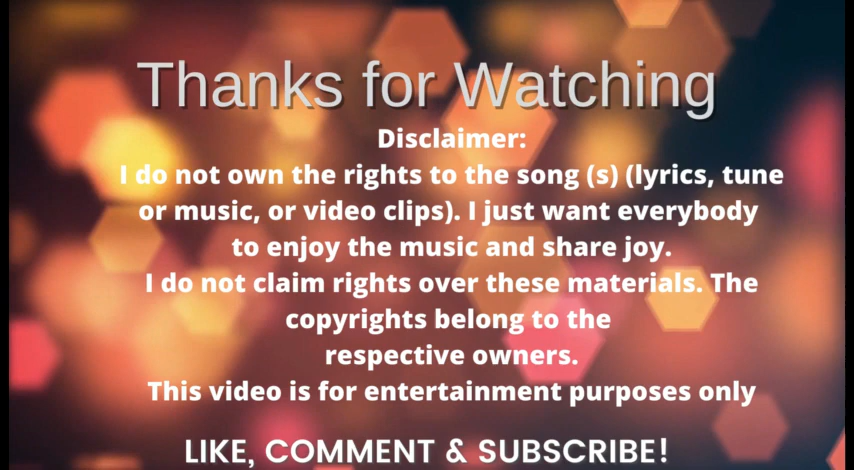 Thanks for Watching
Disclaimer:
I do not own the rights to the song (s) (lyrics, tune
or music, or video clips). I just want everybody
to enjoy the music and share joy.
I do not claim rights over these materials. The
copyrights belong to the
respective owners.
This video is for entertainment purposes only
LIKE, COMMENT & SUBSCRIBE!